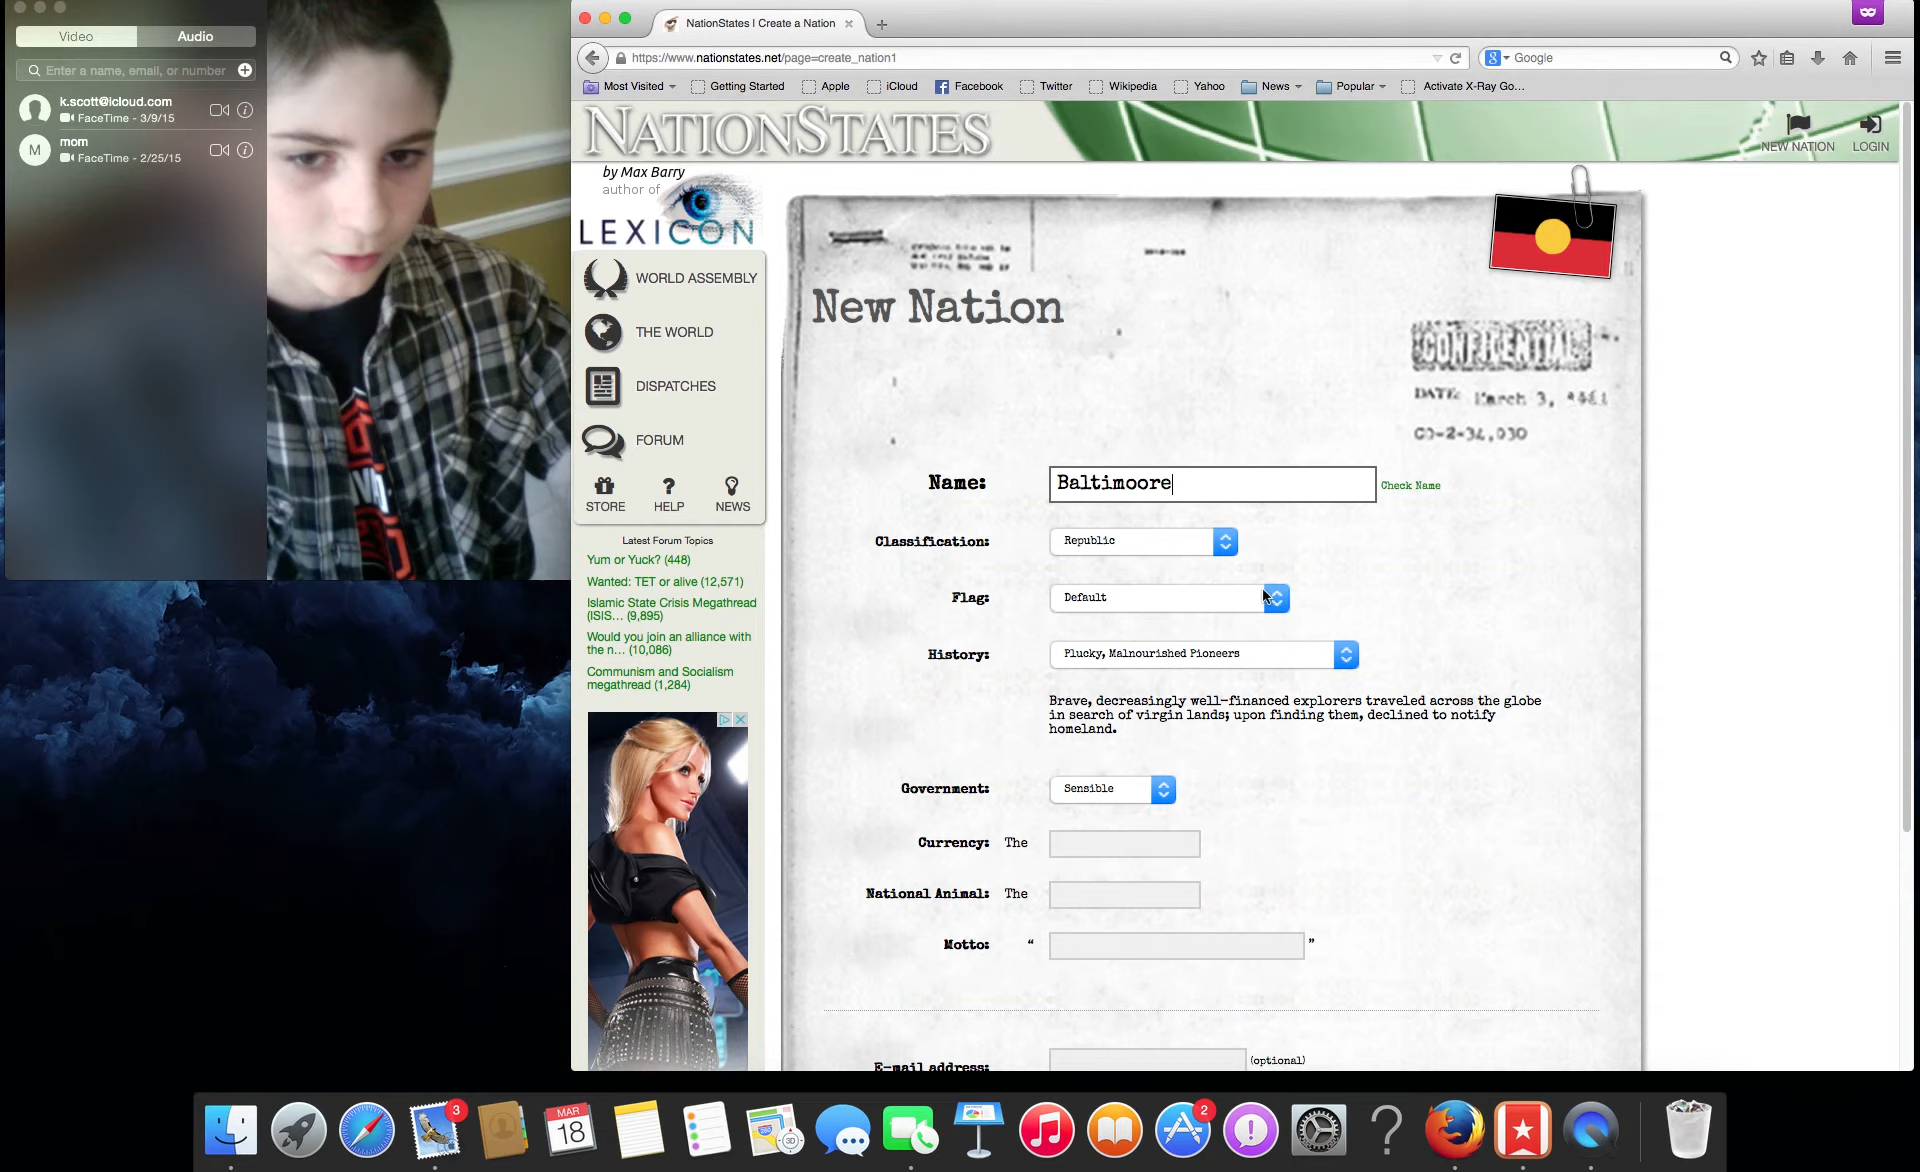 Video
Audio
Enter a name, email, or number
k.scott@icloud.com
FaceTime - 3/9/15
M
mom
FaceTime - 2/25/15
NationStates | Create a Nation
https://www.nationstates.net/page=create_nation1
Google
Most Visited
Getting Started
Apple
iCloud
Facebook
Twitter
Wikipedia
Yahoo
News
Popular
Activate X-Ray Go...
NATIONSTATES
NEW NATION
LOGIN
by Max Barry
author of
LEXICON
WORLD ASSEMBLY
THE WORLD
DISPATCHES
FORUM
STORE
HELP
NEWS
Latest Forum Topics
Yum or Yuck? (448)
Wanted: TET or alive (12,571)
Islamic State Crisis Megathread
(ISIS... (9,895)
Would you join an alliance with
the n... (10,086)
Communism and Socialism
megathread (1,284)
New Nation
CONFIDENTIAL
DATE: March 3,
Name:
Baltimoore
Check Name
Classification:
Republic
Flag:
Default
History:
Plucky, Malnourished Pioneers
Brave, decreasingly well-financed explorers traveled across the globe
in search of virgin lands; upon finding them, declined to notify
homeland.
Government:
Sensible
Currency: The
National Animal: The
Motto: “ ”
E-mail address:
(optional)
3
MAR
18
3D
2